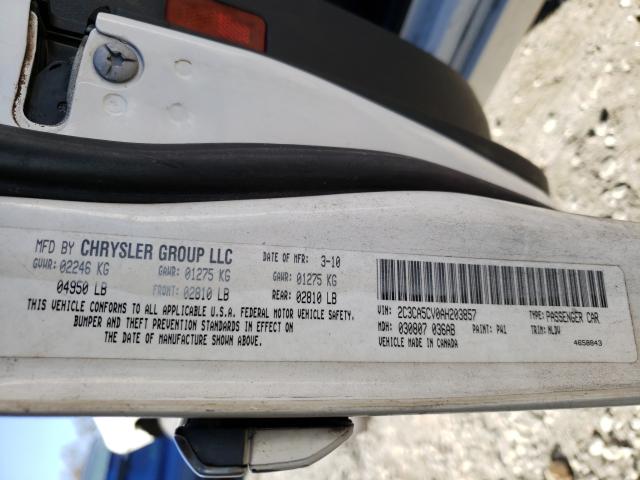 MFD BY CHRYSLER GROUP LLC DATE OF MFR: 3-10
GVWR: 02246 KG GAWR: 01275 KG GAWR: 01275 KG
04950 LB FRONT: 02810 LB REAR: 02810 LB
THIS VEHICLE CONFORMS TO ALL APPLICABLE U.S.A. FEDERAL MOTOR VEHICLE SAFETY,
BUMPER AND THEFT PREVENTION STANDARDS IN EFFECT ON
THE DATE OF MANUFACTURE SHOWN ABOVE.
VIN: 2C3CA5CV0AH203857 TYPE: PASSENGER CAR
MDH: 030807 036AB PAINT: PW1 TRIM: MLDV
VEHICLE MADE IN CANADA 4658843